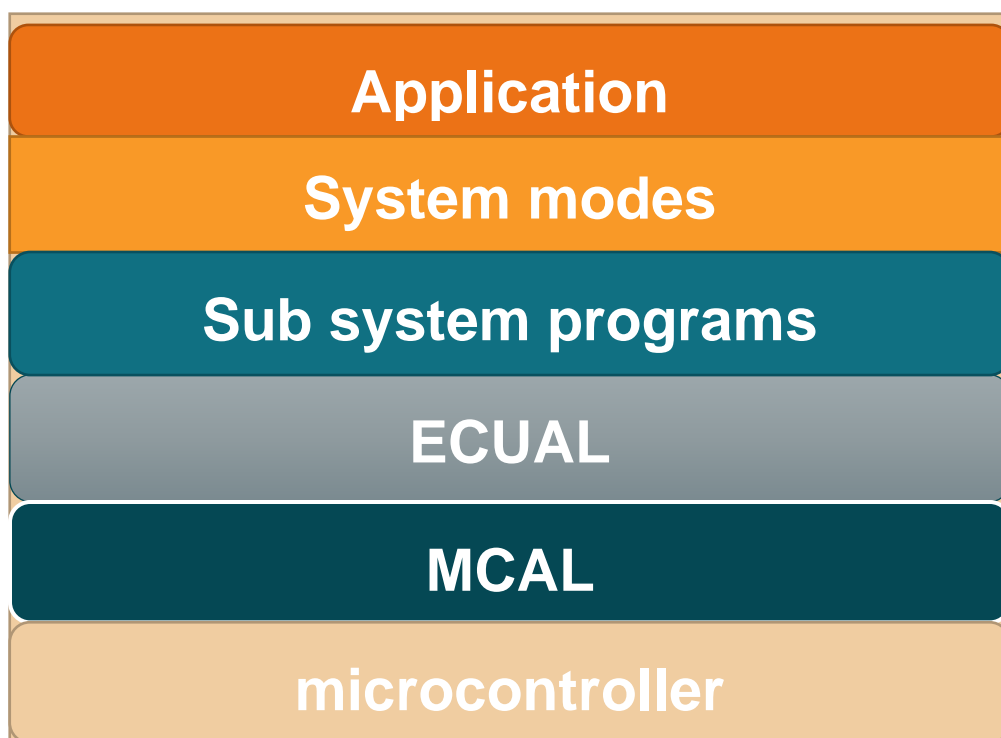 Application
System modes
Sub system programs
ECUAL
MCAL
microcontroller